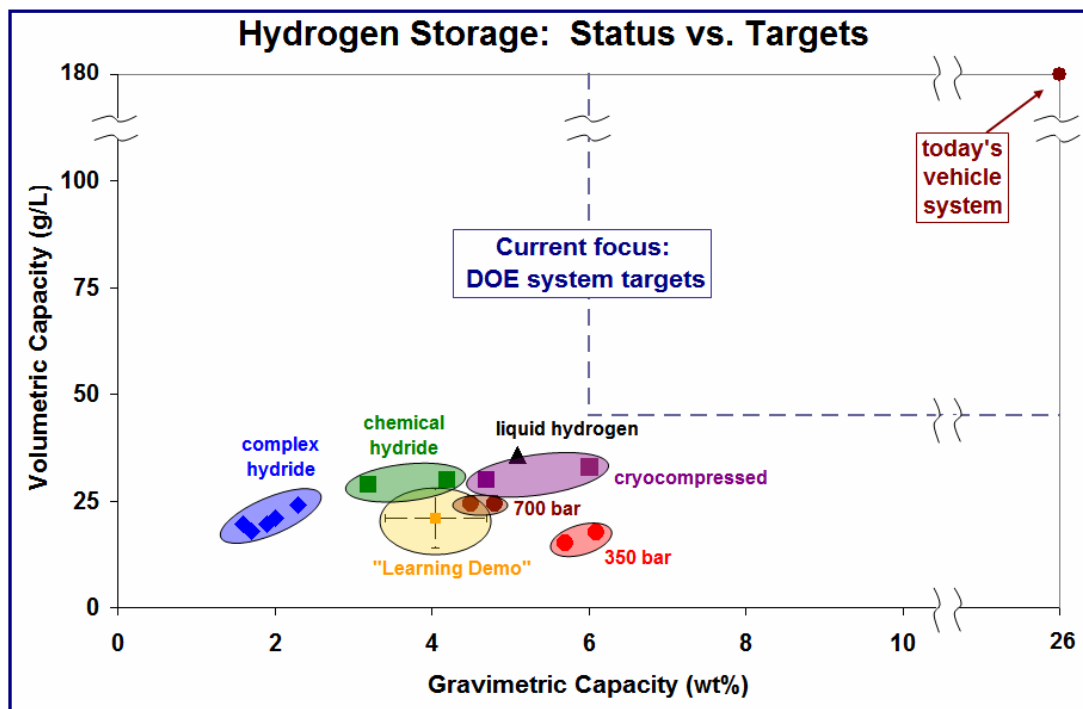 Hydrogen Storage:  Status vs. Targets
180
100
75
50
25
0
Volumetric Capacity (g/L)
today's
vehicle
system
Current focus:
DOE system targets
complex
hydride
chemical
hydride
liquid hydrogen
cryocompressed
700 bar
"Learning Demo"
350 bar
0
2
4
6
8
10
26
Gravimetric Capacity (wt%)